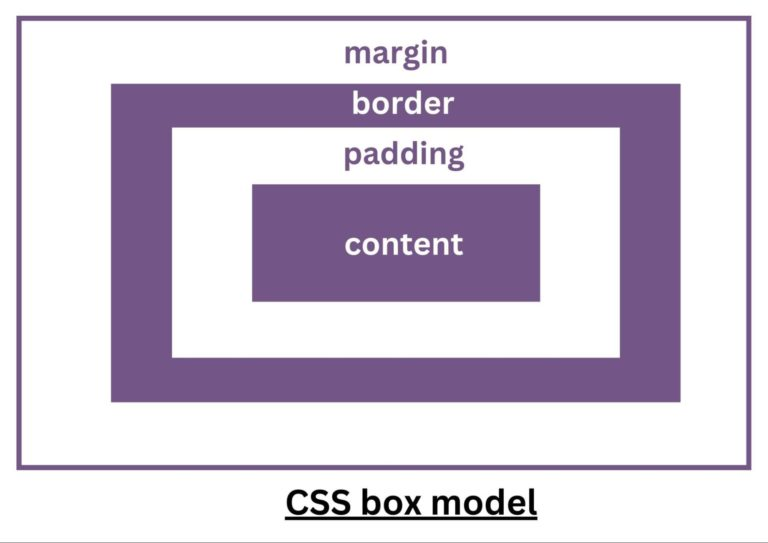 margin
border
padding
content
CSS box model